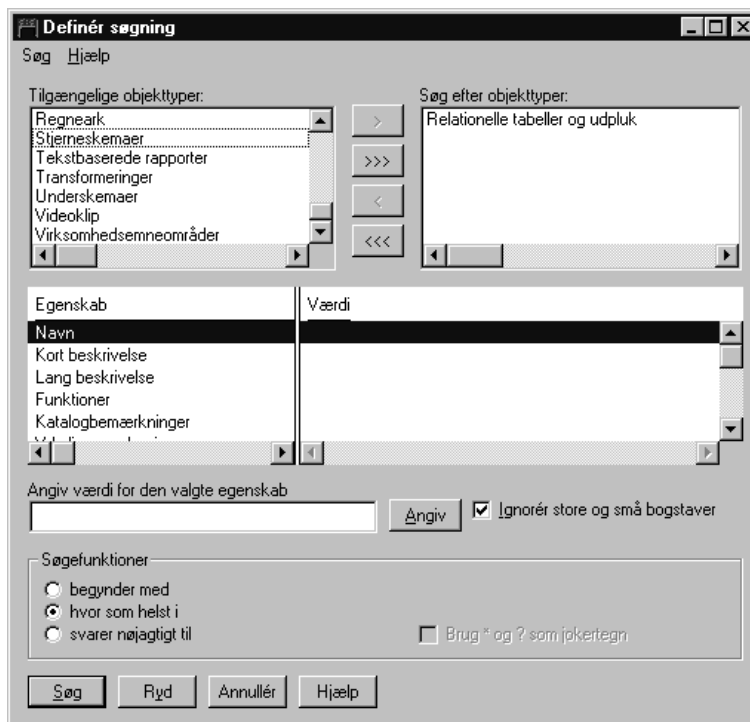 Definér søgning
Søg Hjælp
Tilgængelige objekttyper:
Søg efter objekttyper:
Regneark
Stjerneskemaer
Tekstbaserede rapporter
Transformeringer
Underskemaer
Videoklip
Virksomhedsemneområder
>
>>>
<
<<<
Relationelle tabeller og udpluk
Egenskab
Værdi
Navn
Kort beskrivelse
Lang beskrivelse
Funktioner
Katalogbemærkninger
Angiv værdi for den valgte egenskab
Angiv
Ignorér store og små bogstaver
Søgefunktioner
begynder med
hvor som helst i
svarer nøjagtigt til
Brug * og ? som jokertegn
Søg Ryd Annullér Hjælp